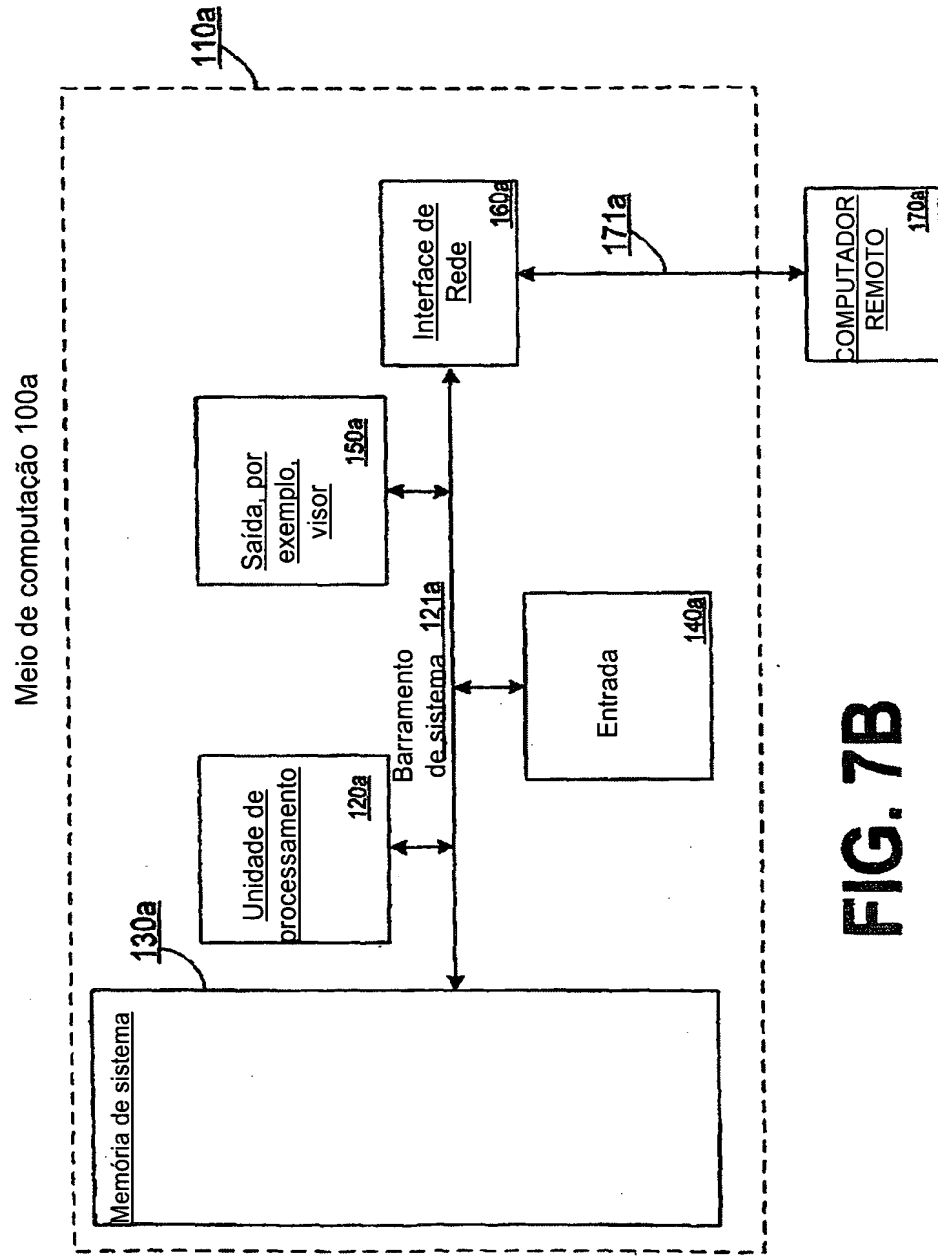 Meio de computação 100a
110a
130a
Memória de sistema
Unidade de
processamento
120a
Saída, por
exemplo,
visor
150a
Interface de
Rede
160a
Barramento
de sistema 121a
Entrada
140a
171a
COMPUTADOR
REMOTO
170a
FIG. 7B